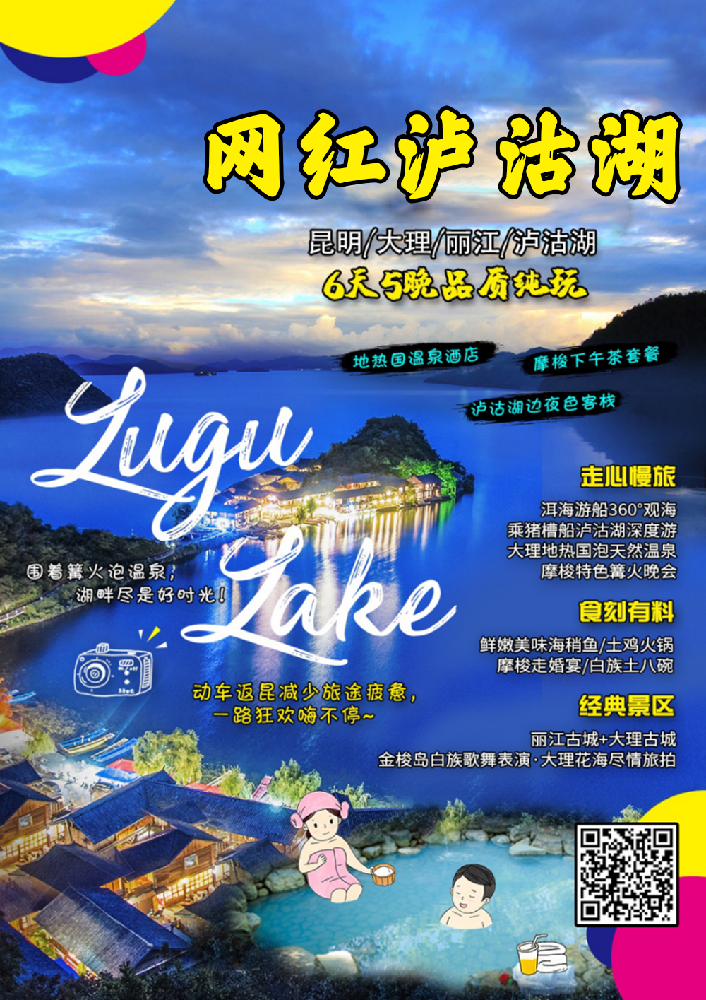 网红泸沽湖
昆明/大理/丽江/泸沽湖
6天5晚品质纯玩
地热国温泉酒店
摩梭下午茶套餐
泸沽湖边夜色客栈
Lugu
Lake
走心慢旅
洱海游船360°观海
乘猪槽船泸沽湖深度游
大理地热国泡天然温泉
摩梭特色篝火晚会
围着篝火泡温泉；
湖畔尽是好时光！
食刻有料
鲜嫩美味海稍鱼/土鸡火锅
摩梭走婚宴/白族土八碗
动车返昆减少旅途疲惫，
一路狂欢嗨不停~
经典景区
丽江古城+大理古城
金梭岛白族歌舞表演·大理花海尽情旅拍
shot